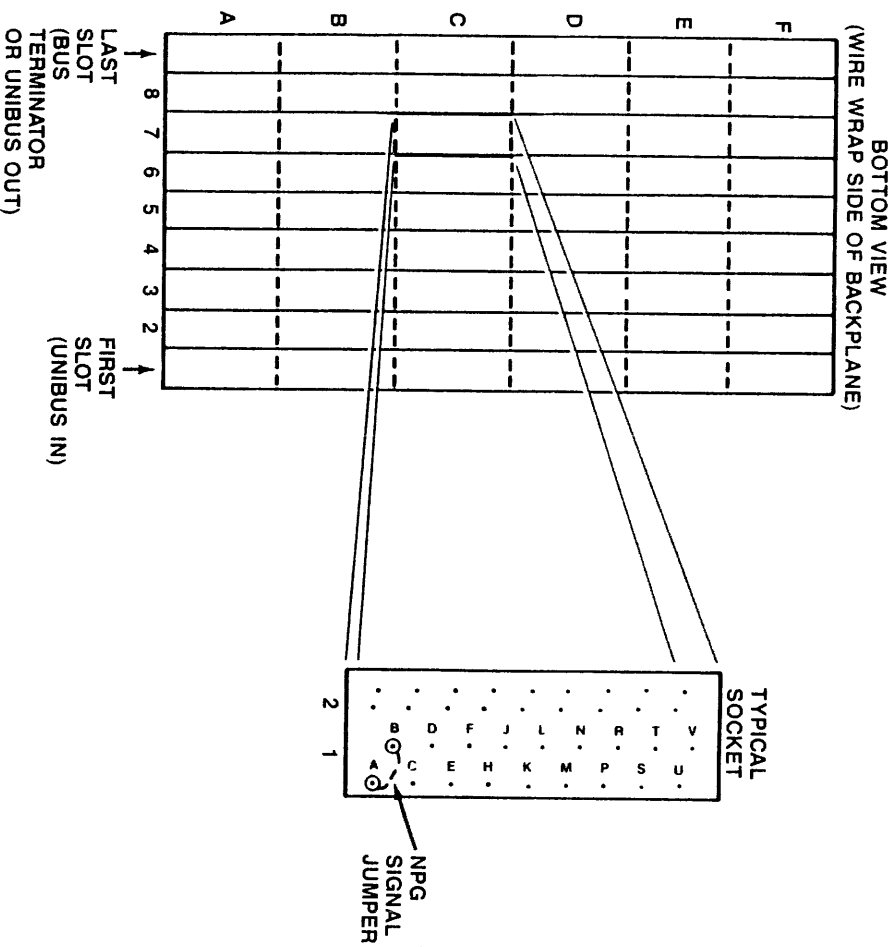 BOTTOM VIEW
(WIRE WRAP SIDE OF BACKPLANE)
A
B
C
D
E
F
LAST
SLOT
(BUS
TERMINATOR
OR UNIBUS OUT)
8
7
6
5
4
3
2
FIRST
SLOT
(UNIBUS IN)
TYPICAL
SOCKET
2
1
B D F J L N R T V
A C E H K M P S U
NPG
SIGNAL
JUMPER